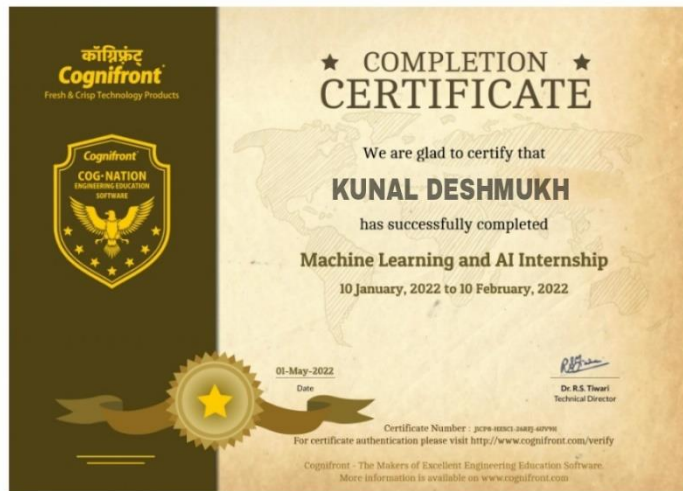 कॉग्निफ्रंट्
Cognifront
Fresh & Crisp Technology Products
Cognifront
COG·NATION
ENGINEERING EDUCATION
SOFTWARE
COMPLETION
CERTIFICATE
We are glad to certify that
KUNAL DESHMUKH
has successfully completed
Machine Learning and AI Internship
10 January, 2022 to 10 February, 2022
01-May-2022
Date
Dr. R.S. Tiwari
Technical Director
Certificate Number :
For certificate authentication please visit http://www.cognifront.com/verify
Cognifront - The Makers of Excellent Engineering Education Software.
More information is available on www.cognifront.com